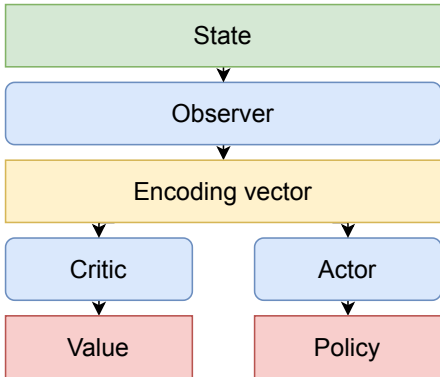 State
Observer
Encoding vector
Critic
Actor
Value
Policy